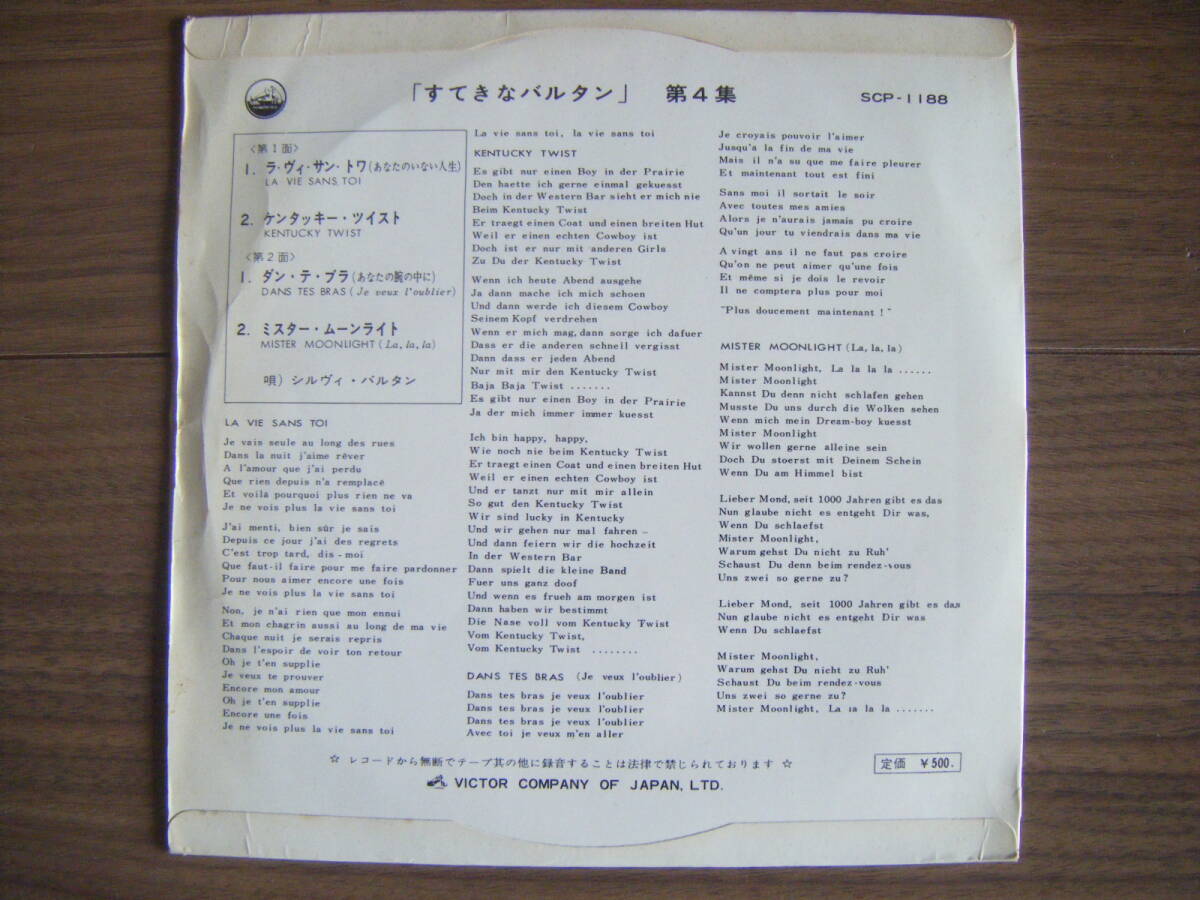 「すてきなバルタン」 第4集
SCP-1188
〈第1面〉
1. ラ・ヴィ・サン・トワ(あなたのいない人生)
LA VIE SANS TOI
2. ケンタッキー・ツイスト
KENTUCKY TWIST
〈第2面〉
1. ダン・テ・ブラ(あなたの腕の中に)
DANS TES BRAS (Je veux l'oublier)
2. ミスター・ムーンライト
MISTER MOONLIGHT (La, la, la)
唄) シルヴィ・バルタン
LA VIE SANS TOI
Je vais seule au long des rues
Dans la nuit j'aime rêver
A l'amour que j'ai perdu
Que rien depuis n'a remplacé
Et voilà pourquoi plus rien ne va
Je ne vois plus la vie sans toi
J'ai menti, bien sûr je sais
Depuis ce jour j'ai des regrets
C'est trop tard, dis-moi
Que faut-il faire pour me faire pardonner
Pour nous aimer encore une fois
Je ne vois plus la vie sans toi
Non, je n'ai rien que mon ennui
Et mon chagrin aussi au long de ma vie
Chaque nuit je serais repris
Dans l'espoir de voir ton retour
Oh je t'en supplie
Je veux te prouver
Encore mon amour
Oh je t'en supplie
Encore une fois
Je ne vois plus la vie sans toi
La vie sans toi, la vie sans toi
KENTUCKY TWIST
Es gibt nur einen Boy in der Prairie
Den haette ich gerne einmal gekuesst
Doch in der Western Bar sieht er mich nie
Beim Kentucky Twist
Er traegt einen Coat und einen breiten Hut
Weil er einen echten Cowboy ist
Doch ist er nur mit anderen Girls
Zu Du der Kentucky Twist
Wenn ich heute Abend ausgehe
Ja dann mache ich mich schoen
Und dann werde ich diesem Cowboy
Seinem Kopf verdrehen
Wenn er mich mag, dann sorge ich dafuer
Dass er die anderen schnell vergisst
Dann dass er jeden Abend
Nur mit mir den Kentucky Twist
Baja Baja Twist .......
Es gibt nur einen Boy in der Prairie
Ja der mich immer immer kuesst
Ich bin happy, happy,
Wie noch nie beim Kentucky Twist
Er traegt einen Coat und einen breiten Hut
Weil er einen echten Cowboy ist
Und er tanzt nur mit mir allein
So gut den Kentucky Twist
Wir sind lucky in Kentucky
Und wir gehen nur mal fahren –
Und dann feiern wir die hochzeit
In der Western Bar
Dann spielt die kleine Band
Fuer uns ganz doof
Und wenn es frueh am morgen ist
Dann haben wir bestimmt
Die Nase voll vom Kentucky Twist
Vom Kentucky Twist,
Vom Kentucky Twist ........
DANS TES BRAS (Je veux l'oublier)
Dans tes bras je veux l'oublier
Dans tes bras je veux l'oublier
Dans tes bras je veux l'oublier
Avec toi je veux m'en aller
Je croyais pouvoir l'aimer
Jusqu'a la fin de ma vie
Mais il n'a su que me faire pleurer
Et maintenant tout est fini
Sans moi il sortait le soir
Avec toutes mes amies
Alors je n'aurais jamais pu croire
Qu'un jour tu viendrais dans ma vie
A vingt ans il ne faut pas croire
Qu'on ne peut aimer qu'une fois
Et même si je dois le revoir
Il ne comptera plus pour moi
"Plus doucement maintenant !"
MISTER MOONLIGHT (La, la, la)
Mister Moonlight, La la la la ......
Mister Moonlight
Kannst Du denn nicht schlafen gehen
Musste Du uns durch die Wolken sehen
Wenn mich mein Dream-boy kuesst
Mister Moonlight
Wir wollen gerne alleine sein
Doch Du stoerst mit Deinem Schein
Wenn Du am Himmel bist
Lieber Mond, seit 1000 Jahren gibt es das
Nun glaube nicht es entgeht Dir was,
Wenn Du schlaefst
Mister Moonlight,
Warum gehst Du nicht zu Ruh'
Schaust Du denn beim rendez-vous
Uns zwei so gerne zu?
Lieber Mond, seit 1000 Jahren gibt es das
Nun glaube nicht es entgeht Dir was
Wenn Du schlaefst
Mister Moonlight,
Warum gehst Du nicht zu Ruh'
Schaust Du beim rendez-vous
Uns zwei so gerne zu?
Mister Moonlight, La la la la .......
☆ レコードから無断でテープ其の他に録音することは法律で禁じられております ☆
定価 ¥500.
VICTOR COMPANY OF JAPAN, LTD.